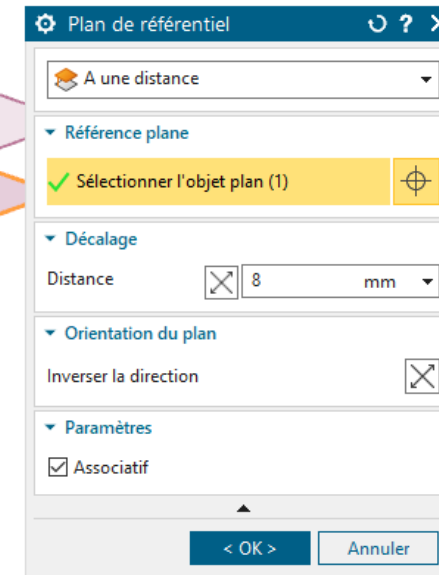 Plan de référentiel
A une distance
Référence plane
Sélectionner l'objet plan (1)
Décalage
Distance 8 mm
Orientation du plan
Inverser la direction
Paramètres
Associatif
< OK > Annuler